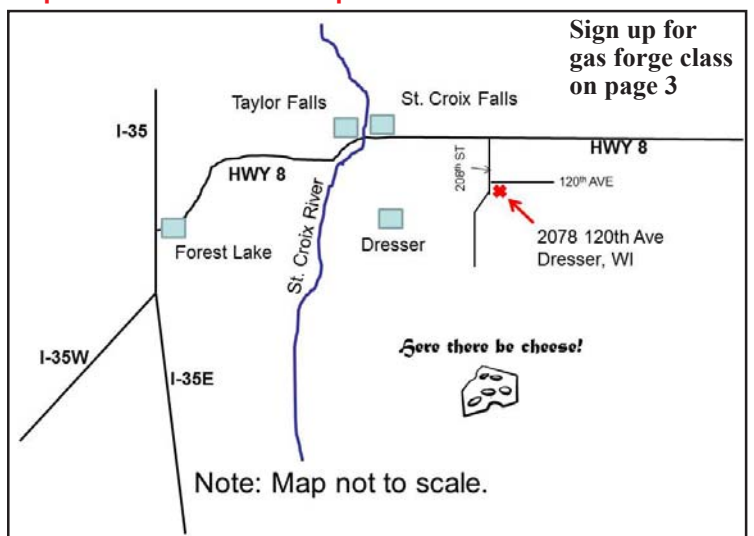 Sign up for
gas forge class
on page 3
Taylor Falls
St. Croix Falls
I-35
HWY 8
HWY 8
208th ST
120th AVE
St. Croix River
Forest Lake
Dresser
2078 120th Ave
Dresser, WI
Here there be cheese!
I-35W
I-35E
Note: Map not to scale.